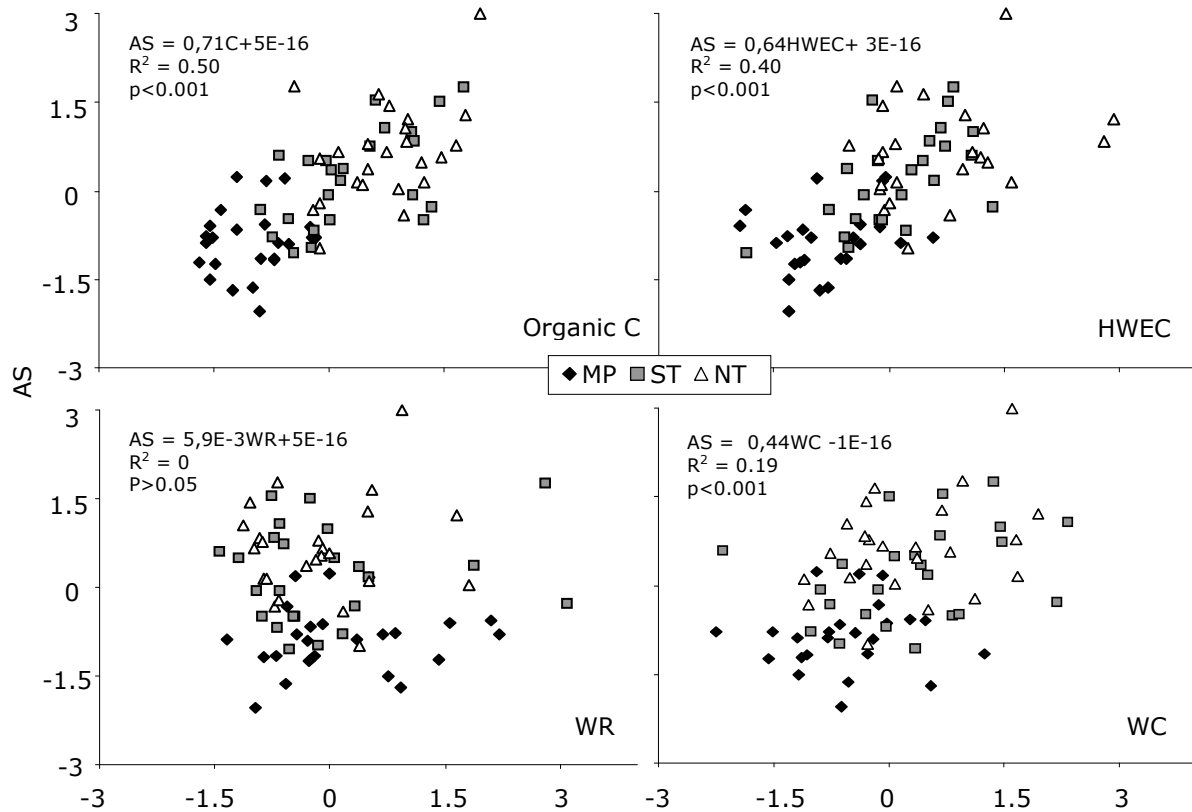 3
AS = 0,71C+5E-16
R² = 0.50
p<0.001
1.5
0
-1.5
Organic C
-3
AS = 0,64HWEC+ 3E-16
R² = 0.40
p<0.001
HWEC
AS
MP ST NT
3
AS = 5,9E-3WR+5E-16
R² = 0
P>0.05
1.5
0
-1.5
WR
-3
-3 -1.5 0 1.5 3
AS = 0,44WC -1E-16
R² = 0.19
p<0.001
WC
-3 -1.5 0 1.5 3